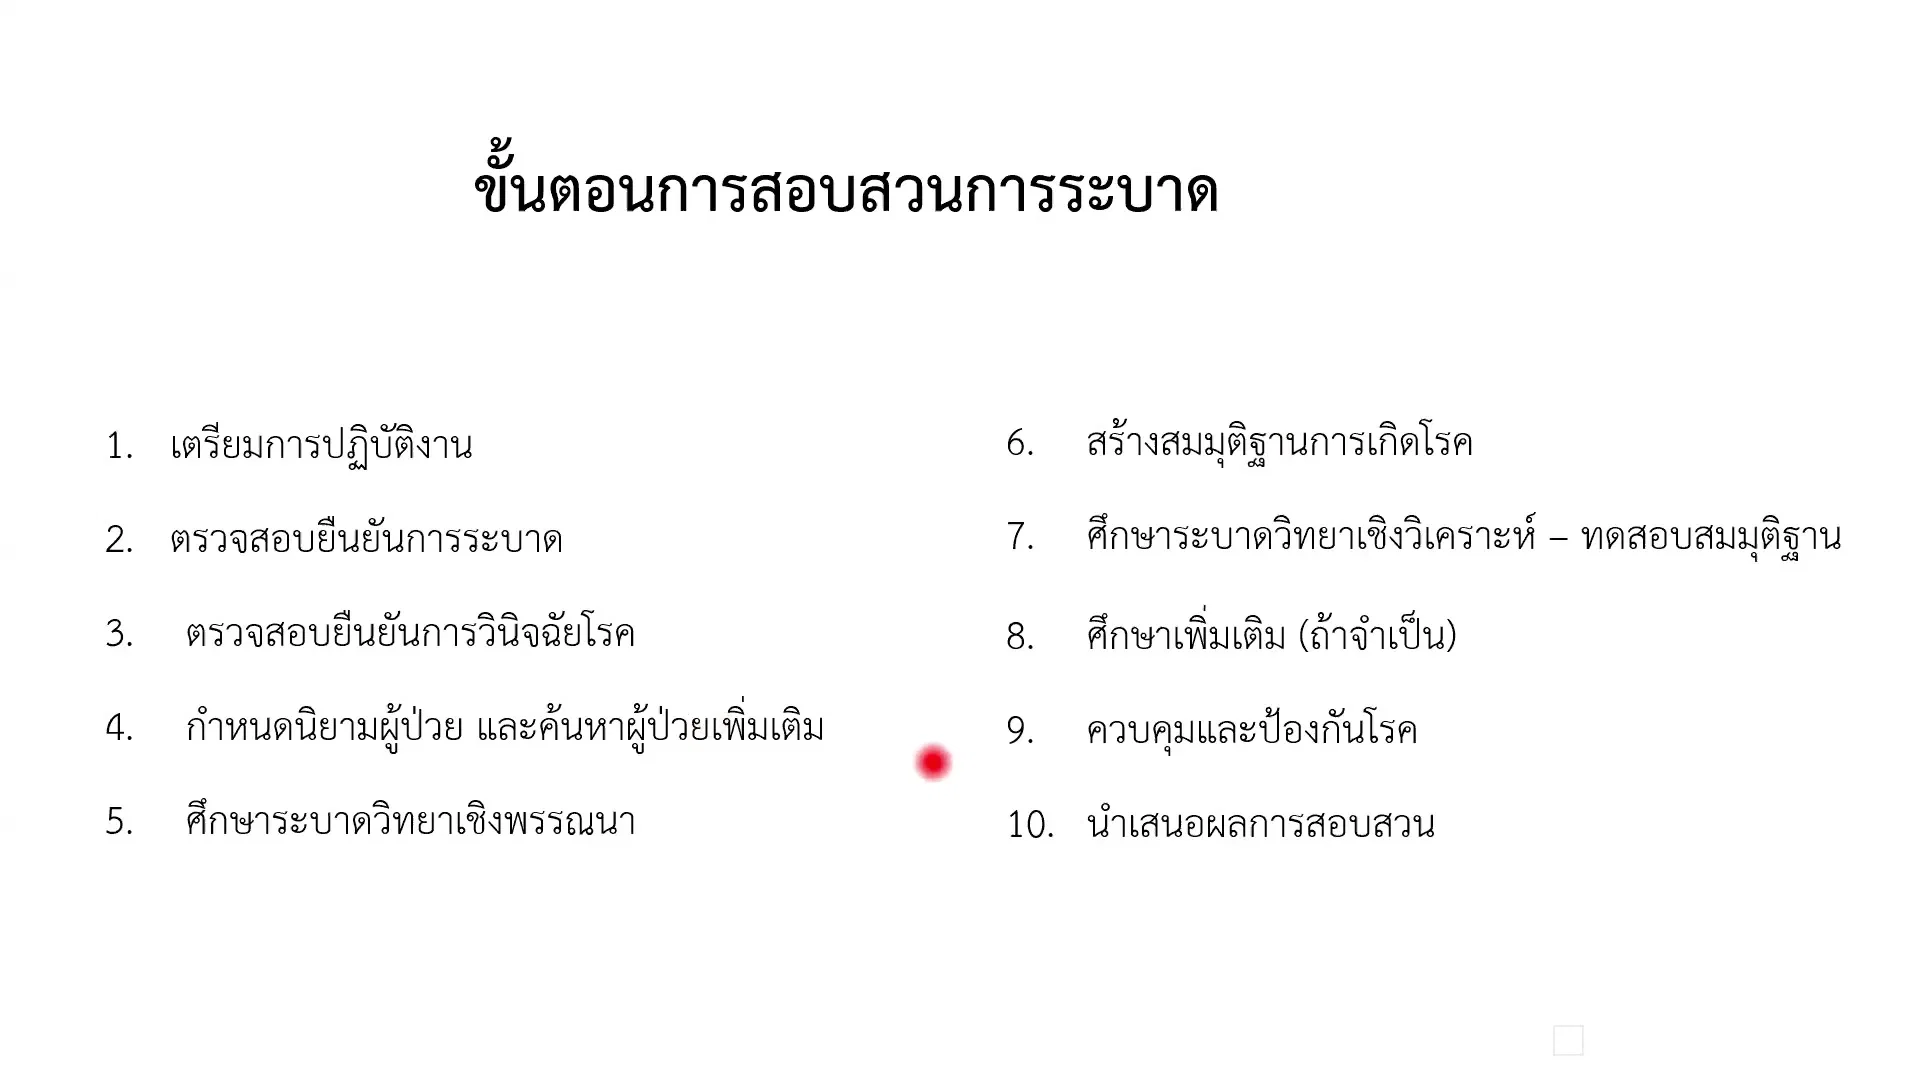 ขั้นตอนการสอบสวนการระบาด
1. เตรียมการปฏิบัติงาน
2. ตรวจสอบยืนยันการระบาด
3. ตรวจสอบยืนยันการวินิจฉัยโรค
4. กำหนดนิยามผู้ป่วย และค้นหาผู้ป่วยเพิ่มเติม
5. ศึกษาระบาดวิทยาเชิงพรรณนา
6. สร้างสมมุติฐานการเกิดโรค
7. ศึกษาระบาดวิทยาเชิงวิเคราะห์ – ทดสอบสมมุติฐาน
8. ศึกษาเพิ่มเติม (ถ้าจำเป็น)
9. ควบคุมและป้องกันโรค
10. นำเสนอผลการสอบสวน